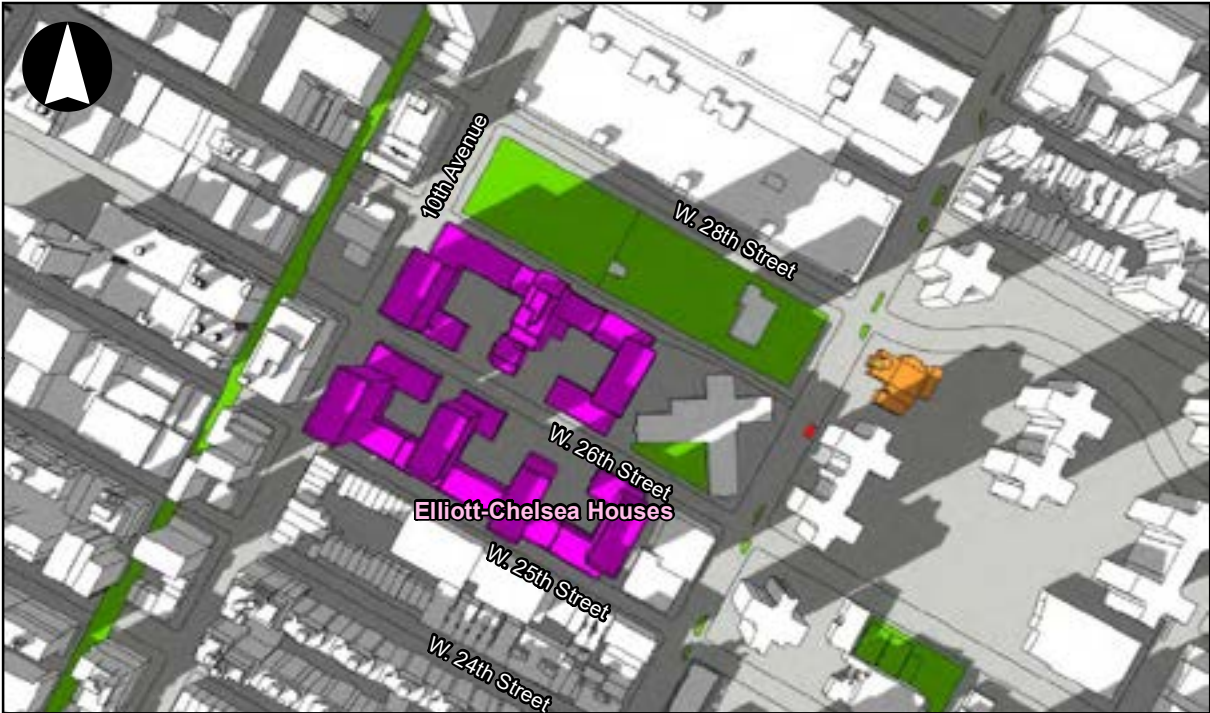 10th Avenue
W. 28th Street
W. 26th Street
Elliott-Chelsea Houses
W. 25th Street
W. 24th Street